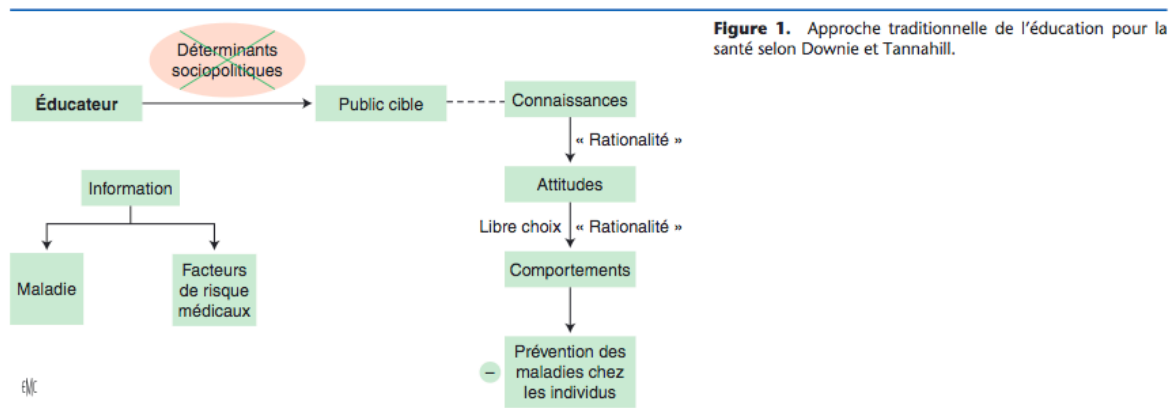 Figure 1. Approche traditionnelle de l'éducation pour la
santé selon Downie et Tannahill.
Déterminants
sociopolitiques
Éducateur
Public cible
Connaissances
« Rationalité »
Attitudes
Libre choix
« Rationalité »
Comportements
–
Prévention des
maladies chez
les individus
Information
Maladie
Facteurs
de risque
médicaux
EMC